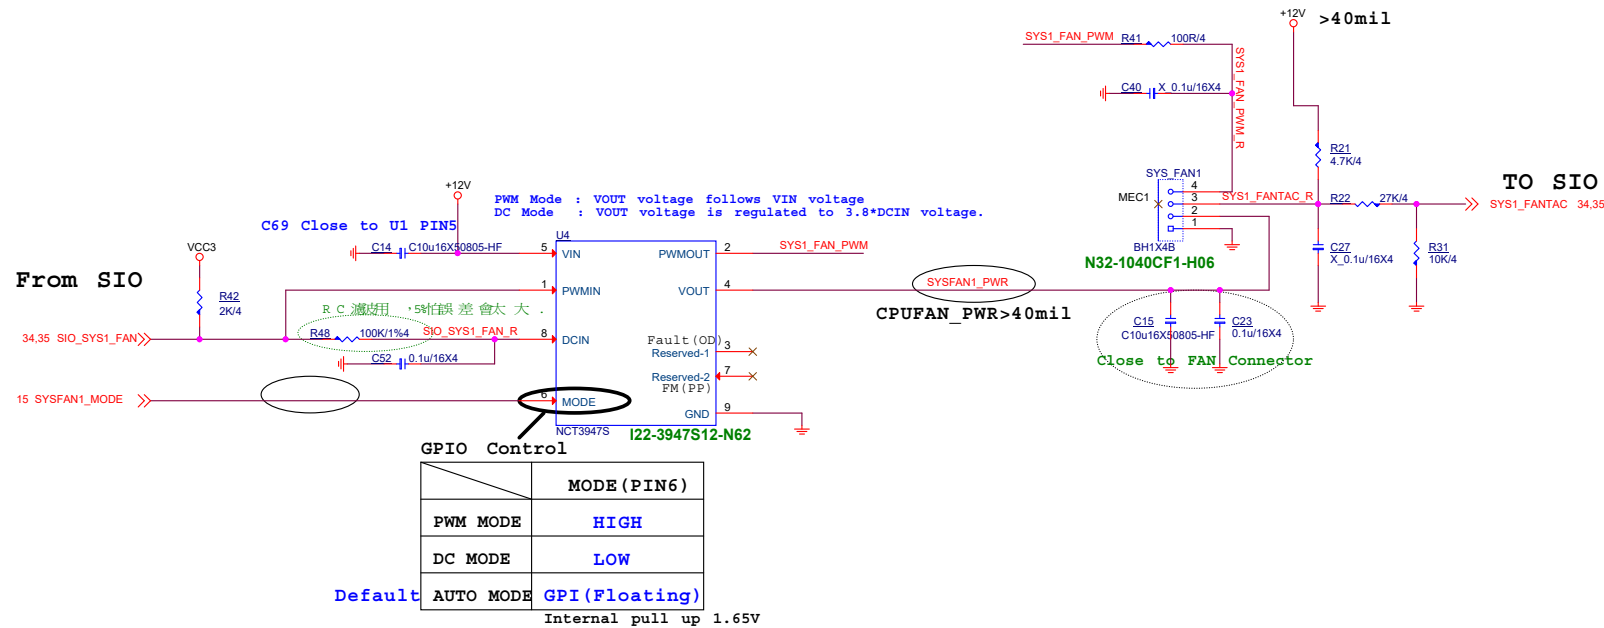 +12V >40mil
SYS1_FAN_PWM R41 100R/4
SYS1_FAN_PWM_R
C40 X_0.1u/16X4
R21
4.7K/4
SYS_FAN1
MEC1
4
3
2
1
BH1X4B
N32-1040CF1-H06
SYS1_FANTAC_R R22 27K/4
TO SIO
SYS1_FANTAC 34,35
C27
X_0.1u/16X4
R31
10K/4
+12V
PWM Mode : VOUT voltage follows VIN voltage
DC Mode : VOUT voltage is regulated to 3.8*DCIN voltage.
C69 Close to U1 PIN5
C14 C10u16X50805-HF
U4
5 VIN
1 PWMIN
8 DCIN
6 MODE
PWMOUT 2 SYS1_FAN_PWM
VOUT 4 SYSFAN1_PWR
Fault(OD)
Reserved-1 3
Reserved-2 7
FM(PP)
GND 9
NCT3947S
I22-3947S12-N62
CPUFAN_PWR>40mil
C15
C10u16X50805-HF
C23
0.1u/16X4
Close to FAN Connector
VCC3
From SIO
R42
2K/4
34,35 SIO_SYS1_FAN
R48 100K/1%4 SIO_SYS1_FAN_R
C52 0.1u/16X4
15 SYSFAN1_MODE
GPIO Control
MODE(PIN6)
PWM MODE HIGH
DC MODE LOW
Default AUTO MODE GPI(Floating)
Internal pull up 1.65V